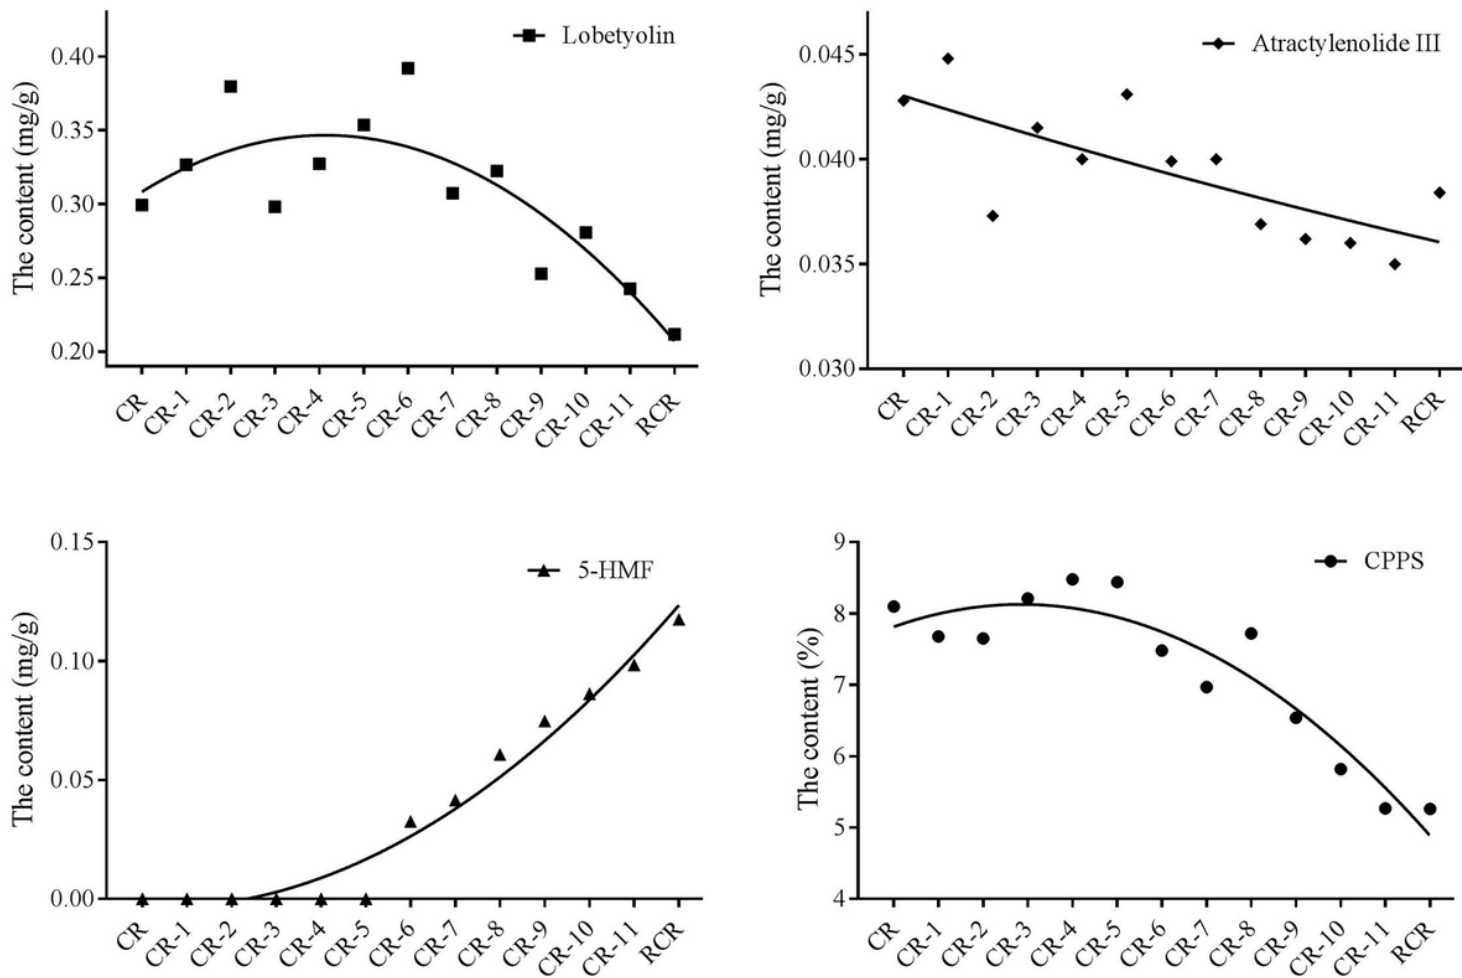 The content (mg/g)
Lobetyolin
0.40
0.35
0.30
0.25
0.20
CR
CR-1
CR-2
CR-3
CR-4
CR-5
CR-6
CR-7
CR-8
CR-9
CR-10
CR-11
RCR
The content (mg/g)
Atractylenolide III
0.045
0.040
0.035
0.030
CR
CR-1
CR-2
CR-3
CR-4
CR-5
CR-6
CR-7
CR-8
CR-9
CR-10
CR-11
RCR
The content (mg/g)
5-HMF
0.15
0.10
0.05
0.00
CR
CR-1
CR-2
CR-3
CR-4
CR-5
CR-6
CR-7
CR-8
CR-9
CR-10
CR-11
RCR
The content (%)
CPPS
9
8
7
6
5
4
CR
CR-1
CR-2
CR-3
CR-4
CR-5
CR-6
CR-7
CR-8
CR-9
CR-10
CR-11
RCR